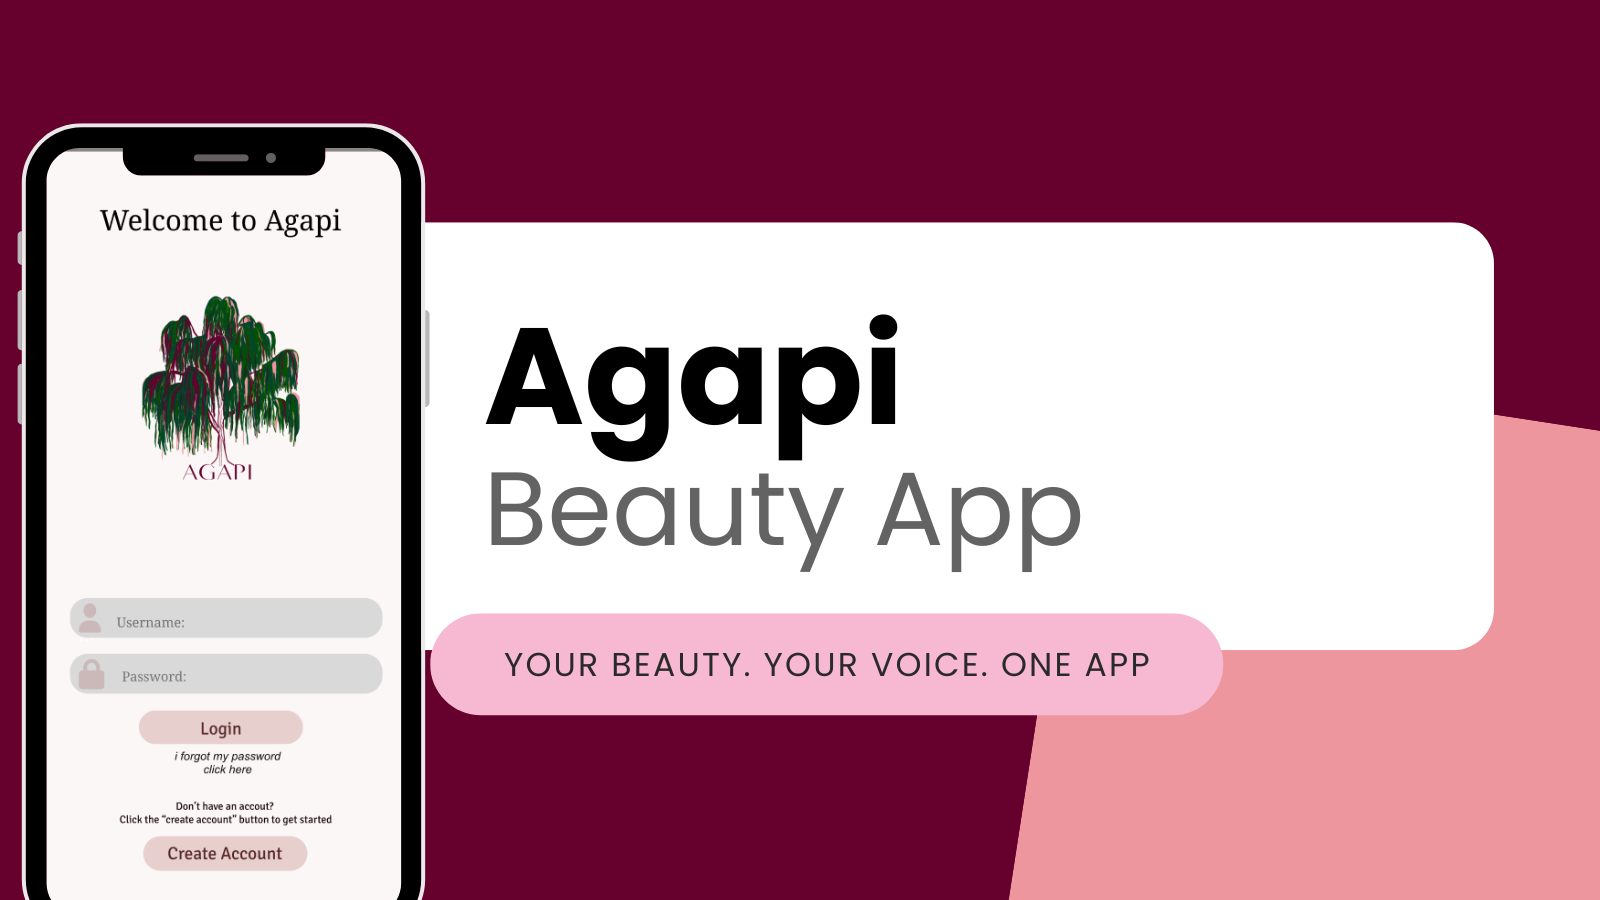 Welcome to Agapi
AGAPI
Username:
Password:
Login
i forgot my password
click here
Don't have an accout?
Click the “create account” button to get started
Create Account
Agapi
Beauty App
YOUR BEAUTY. YOUR VOICE. ONE APP